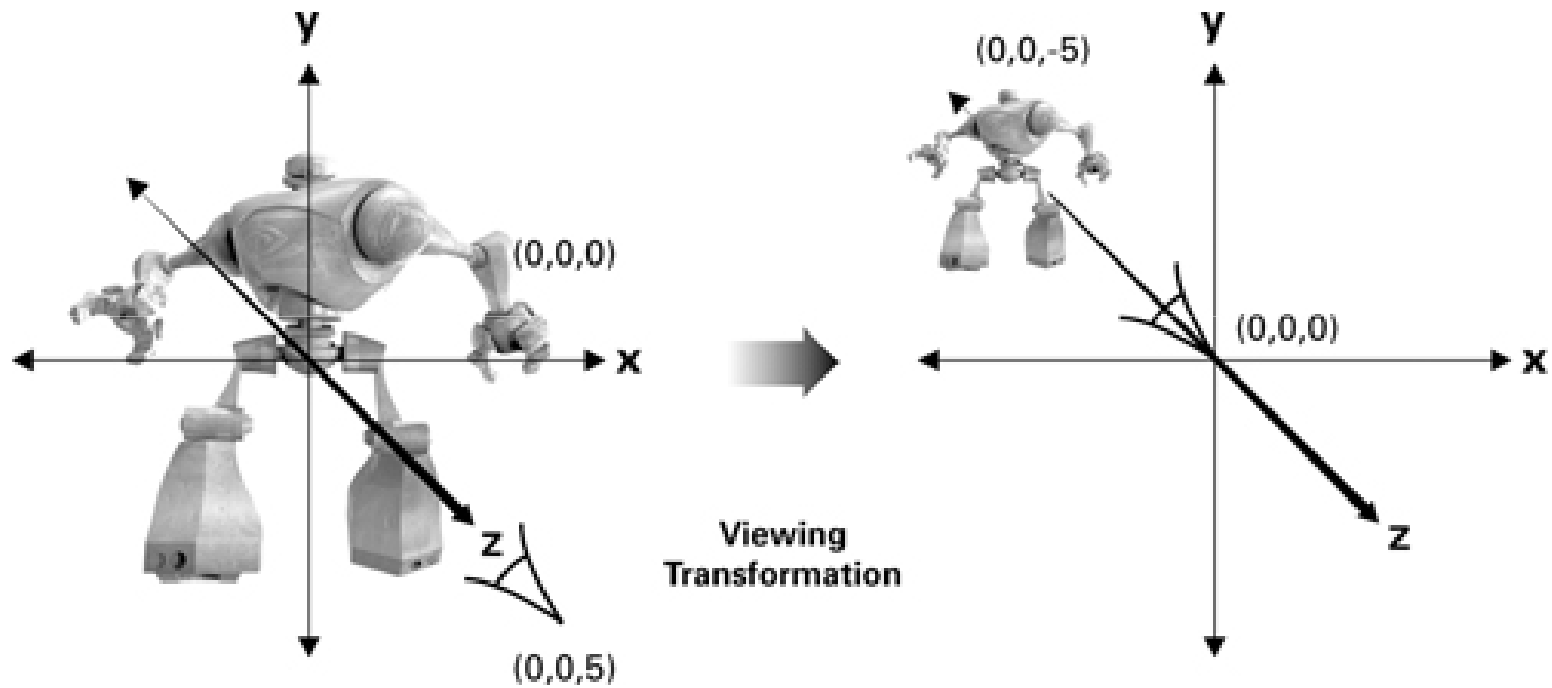 y
(0,0,0)
x
z
(0,0,5)
Viewing
Transformation
y
(0,0,-5)
(0,0,0)
x
z